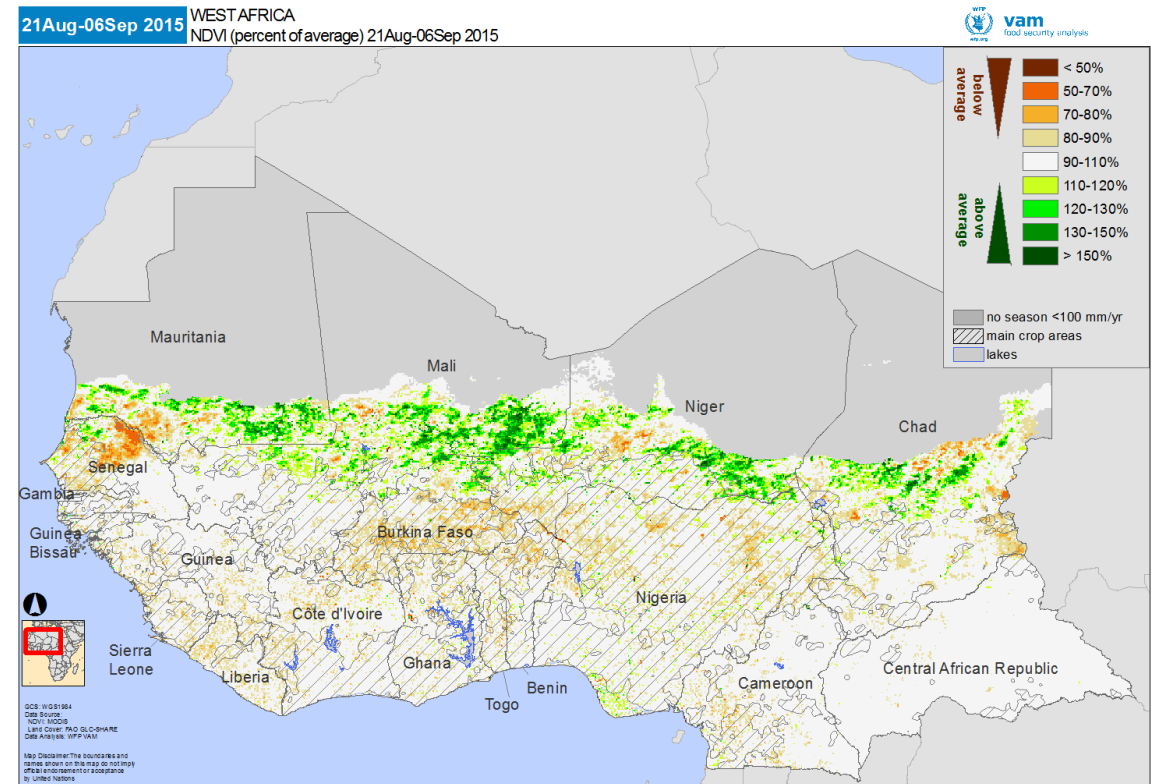 21Aug-06Sep 2015
WEST AFRICA
NDVI (percent of average) 21Aug-06Sep 2015
WFP
wfp.org
vam
food security analysis
below
average
above
average
< 50%
50-70%
70-80%
80-90%
90-110%
110-120%
120-130%
130-150%
> 150%
no season <100 mm/yr
main crop areas
lakes
Mauritania
Mali
Niger
Chad
Senegal
Gambia
Guinea
Bissau
Burkina Faso
Guinea
Nigeria
Côte d'Ivoire
Sierra
Leone
Ghana
Liberia
Benin
Togo
Cameroon
Central African Republic
GCS: WGS1984
Data Source:
NDVI: MODIS
Land Cover: FAO GLC-SHARE
Data Analysis: WFP VAM
Map Disclaimer:The boundaries and
names shown on this map do not imply
official endorsement or acceptance
by United Nations